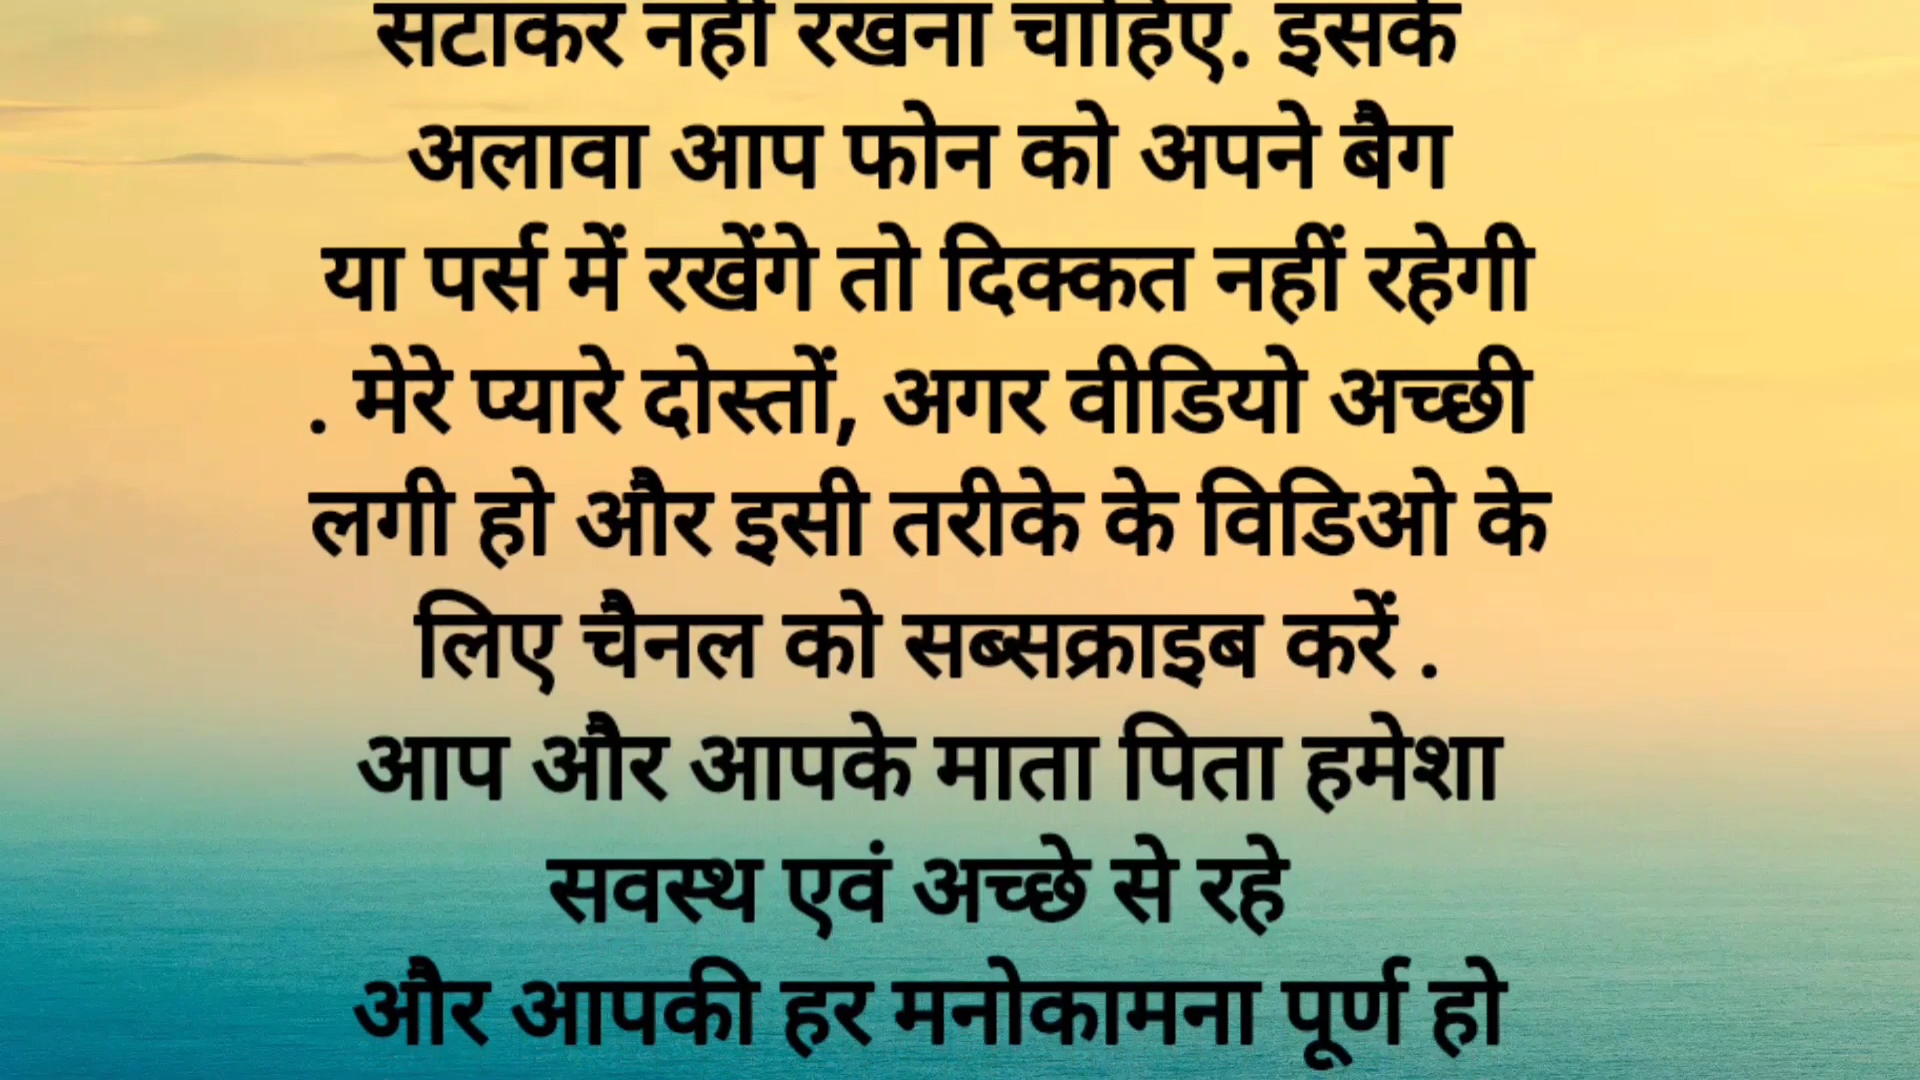 सटाकर नहीं रखना चाहिए. इसके
अलावा आप फोन को अपने बैग
या पर्स में रखेंगे तो दिक्कत नहीं रहेगी
. मेरे प्यारे दोस्तों, अगर वीडियो अच्छी
लगी हो और इसी तरीके के विडिओ के
लिए चैनल को सब्सक्राइब करें .
आप और आपके माता पिता हमेशा
सवस्थ एवं अच्छे से रहे
और आपकी हर मनोकामना पूर्ण हो